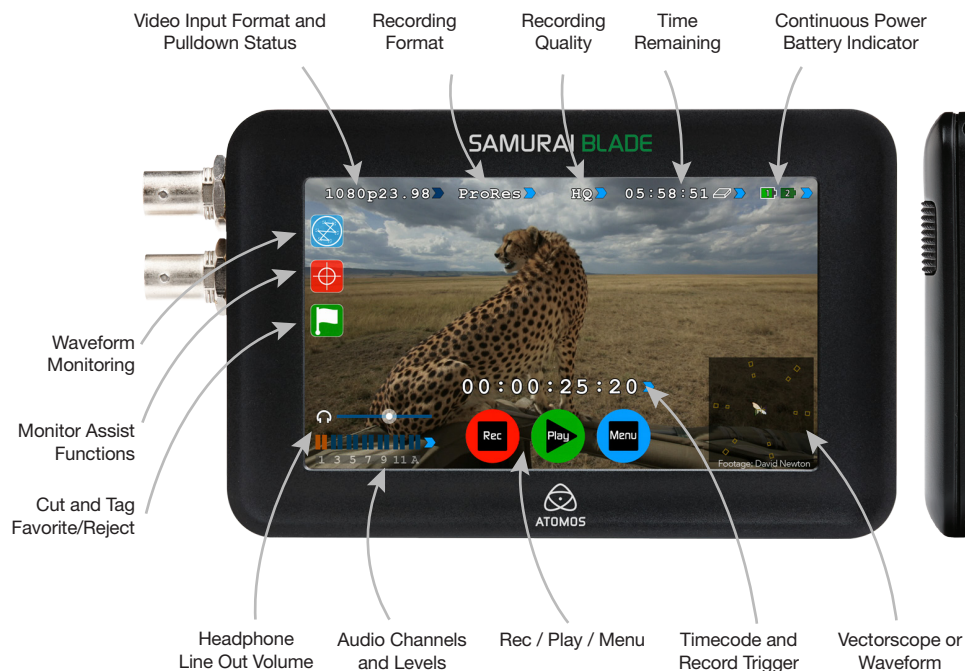 Video Input Format and
Pulldown Status
Recording
Format
Recording
Quality
Time
Remaining
Continuous Power
Battery Indicator
SAMURAI BLADE
1080p23.98
ProRes
HQ
05:58:51
1 2
Waveform
Monitoring
Monitor Assist
Functions
Cut and Tag
Favorite/Reject
00:00:25:20
Rec
Play
Menu
1 3 5 7 9 11 A
Footage: David Newton
ATOMOS
Headphone
Line Out Volume
Audio Channels
and Levels
Rec / Play / Menu
Timecode and
Record Trigger
Vectorscope or
Waveform